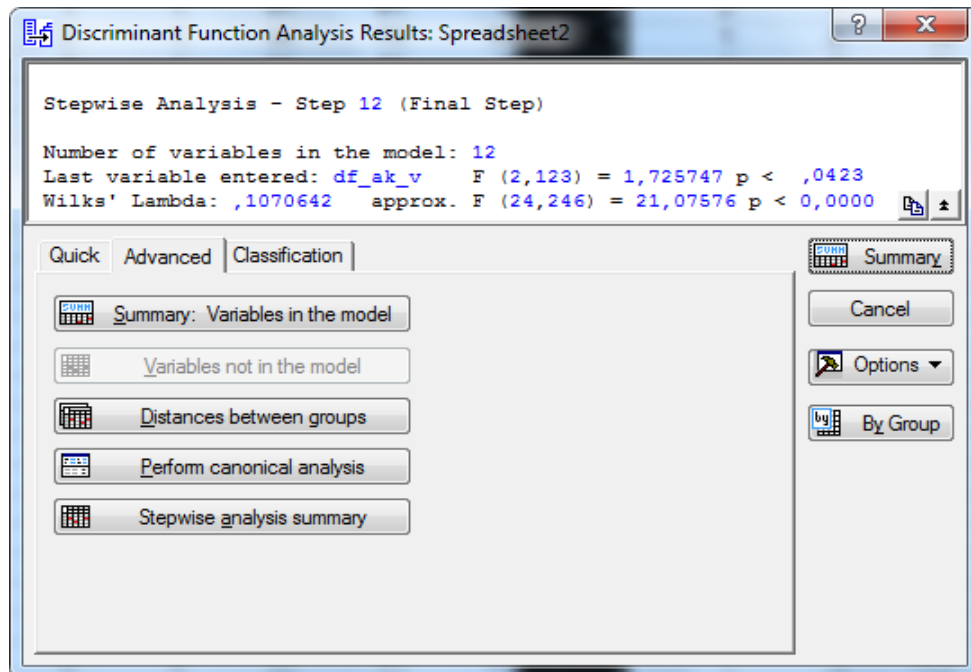 Discriminant Function Analysis Results: Spreadsheet2
Stepwise Analysis - Step 12 (Final Step)
Number of variables in the model: 12
Last variable entered: df_ak_v F (2,123) = 1,725747 p < ,0423
Wilks' Lambda: ,1070642 approx. F (24,246) = 21,07576 p < 0,0000
Quick Advanced Classification
Summary: Variables in the model
Variables not in the model
Distances between groups
Perform canonical analysis
Stepwise analysis summary
Summary
Cancel
Options
By Group